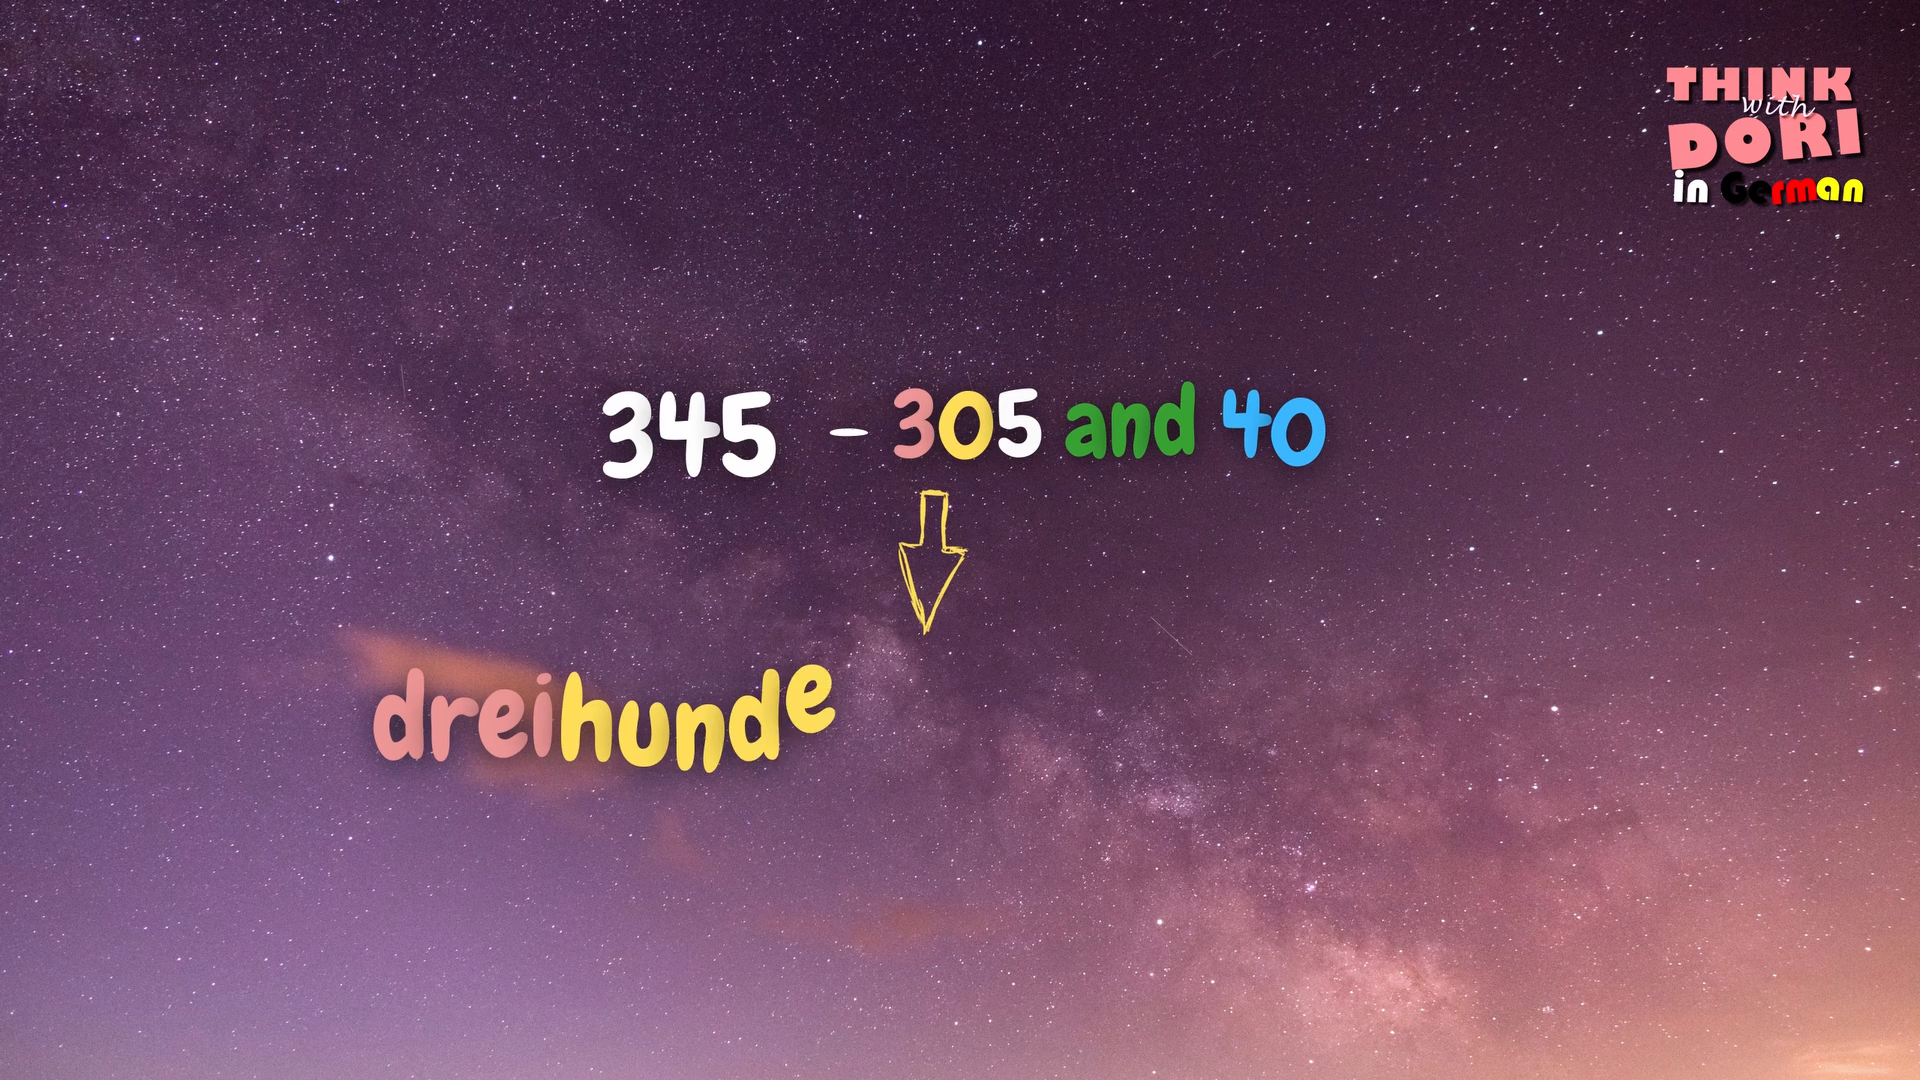 THINK
with
DORI
in German
345 - 305 and 40
dreihunde